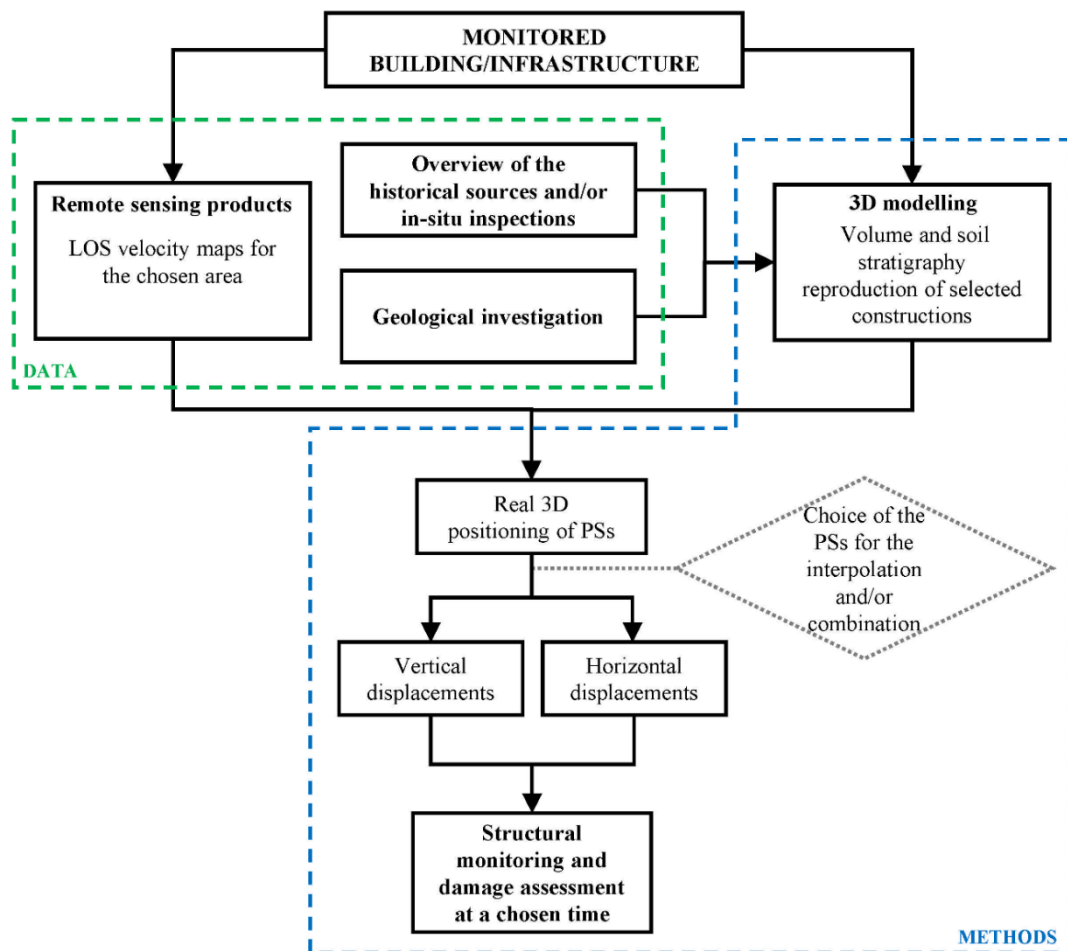 MONITORED
BUILDING/INFRASTRUCTURE
Remote sensing products
LOS velocity maps for
the chosen area
Overview of the
historical sources and/or
in-situ inspections
Geological investigation
DATA
3D modelling
Volume and soil
stratigraphy
reproduction of selected
constructions
Real 3D
positioning of PSs
Choice of the
PSs for the
interpolation
and/or
combination
Vertical
displacements
Horizontal
displacements
Structural
monitoring and
damage assessment
at a chosen time
METHODS